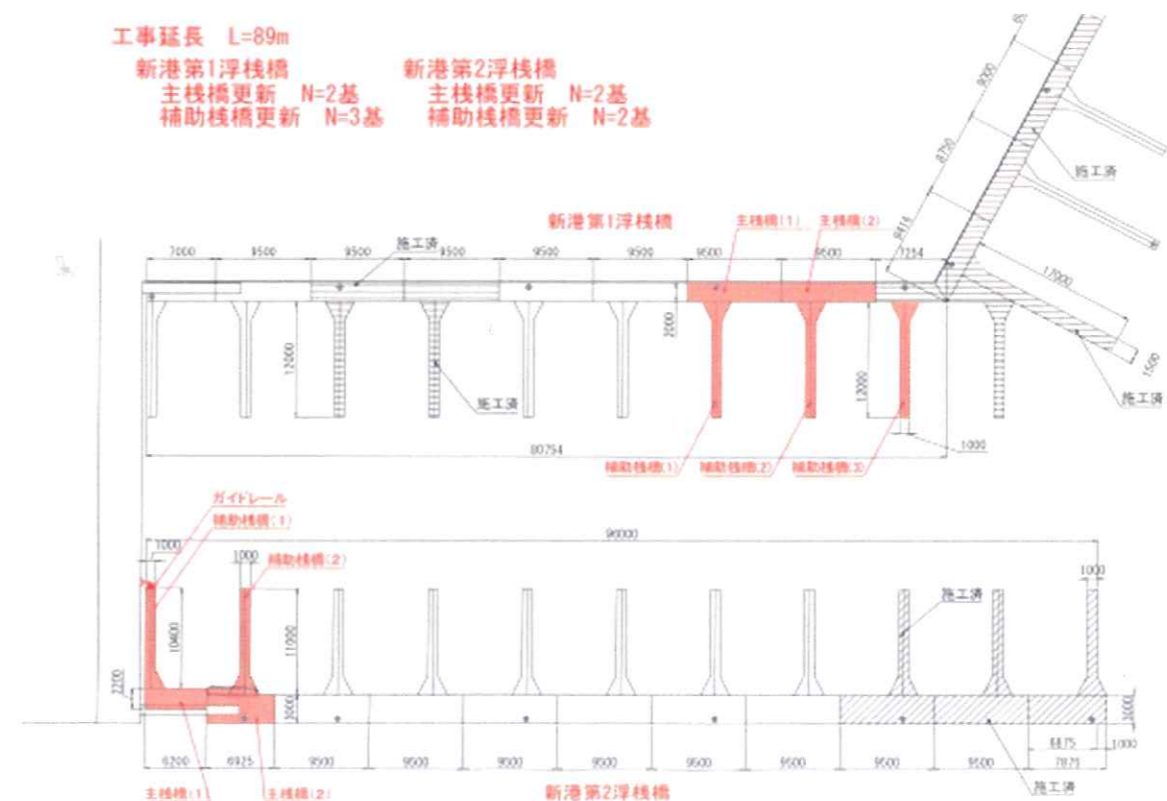 工事延長 L=89m
新港第1浮桟橋 新港第2浮桟橋
主桟橋更新 N=2基 主桟橋更新 N=2基
補助桟橋更新 N=3基 補助桟橋更新 N=2基
9000
8750
9416
施工済
17000
1500
施工済
新港第1浮桟橋
主桟橋(1)
主桟橋(2)
施工済
7000 9500 9500 9500 9500 9500 9500 9500 7254
2000
12000
施工済
12000
1000
80754
補助桟橋(1) 補助桟橋(2) 補助桟橋(3)
ガイドレール
補助桟橋(1)
96000
1000 1000
補助桟橋(2)
1000
施工済
10400
11000
2200
3000
3000
6875
1000
6200 6925 9500 9500 9500 9500 9500 9500 9500 7875
主桟橋(1) 主桟橋(2)
新港第2浮桟橋
施工済